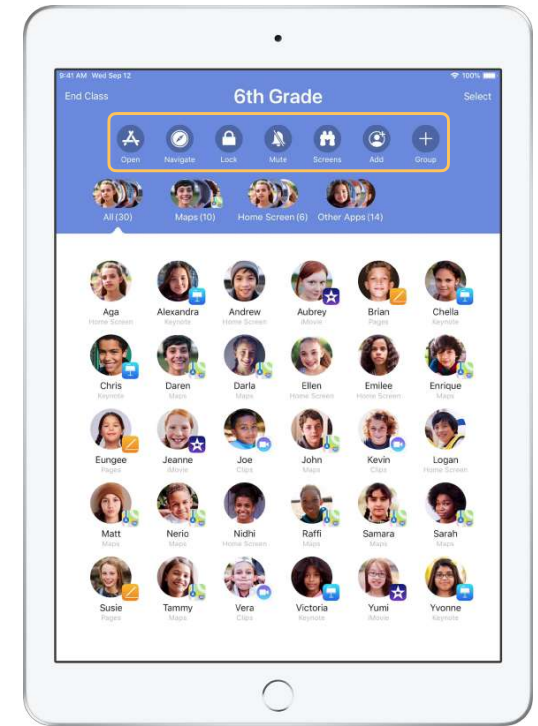 9:41 AM Wed Sep 12 100%
End Class 6th Grade Select
Open Navigate Lock Mute Screens Add Group
All (30) Maps (10) Home Screen (6) Other Apps (14)
Aga Alexandra Andrew Aubrey Brian Chella
Home Screen Keynote Home Screen iMovie Pages Keynote
Chris Daren Darla Ellen Emilee Enrique
Keynote Maps Maps Home Screen Home Screen Maps
Eungee Jeanne Joe John Kevin Logan
Pages iMovie Clips Maps Clips Home Screen
Matt Nerio Nidhi Raffi Samara Sarah
Maps Maps Home Screen Maps Maps Maps
Susie Tammy Vera Victoria Yumi Yvonne
Pages Maps Clips Keynote iMovie Keynote